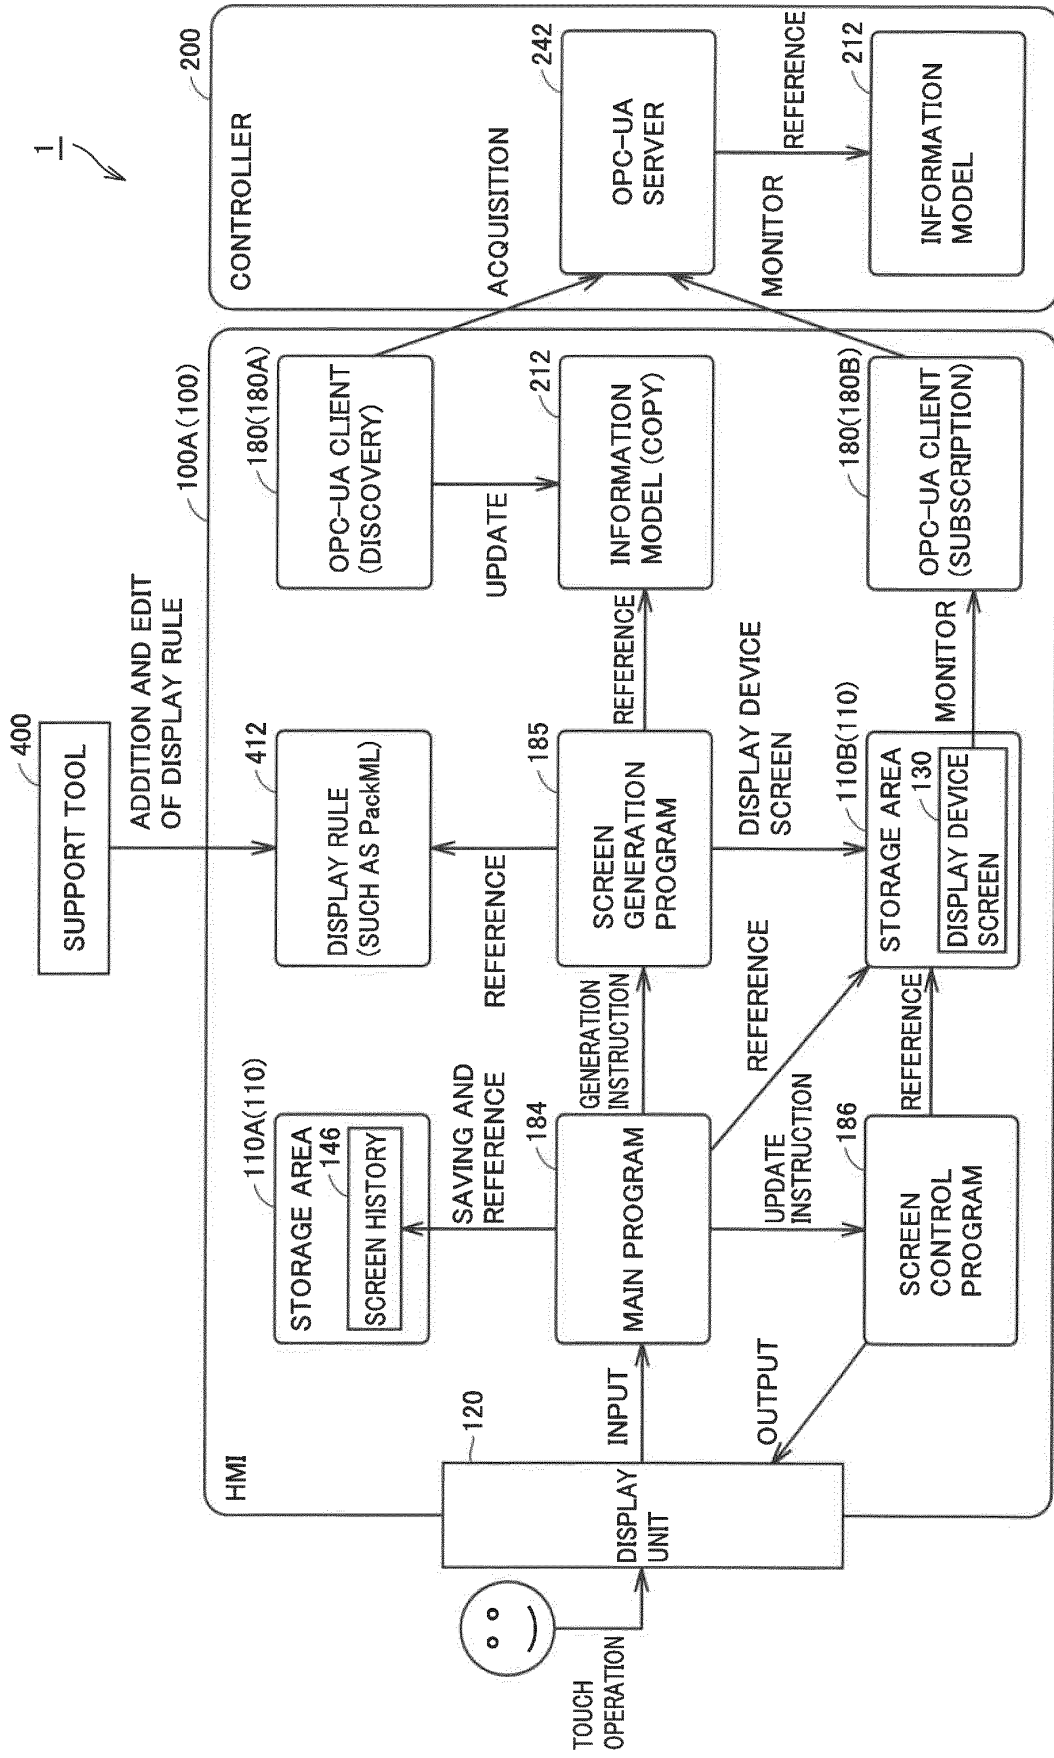 1
400
SUPPORT TOOL
ADDITION AND EDIT
OF DISPLAY RULE
100A(100)
HMI
200
CONTROLLER
110A(110)
STORAGE AREA
146
SCREEN HISTORY
412
DISPLAY RULE
(SUCH AS PackML)
180(180A)
OPC-UA CLIENT
(DISCOVERY)
ACQUISITION
SAVING AND
REFERENCE
REFERENCE
UPDATE
TOUCH
OPERATION
120
DISPLAY
UNIT
INPUT
184
MAIN PROGRAM
GENERATION
INSTRUCTION
185
SCREEN
GENERATION
PROGRAM
REFERENCE
212
INFORMATION
MODEL(COPY)
242
OPC-UA
SERVER
OUTPUT
UPDATE
INSTRUCTION
REFERENCE
DISPLAY DEVICE
SCREEN
MONITOR
REFERENCE
186
SCREEN
CONTROL
PROGRAM
REFERENCE
110B(110)
STORAGE AREA
130
DISPLAY DEVICE
SCREEN
MONITOR
180(180B)
OPC-UA CLIENT
(SUBSCRIPTION)
212
INFORMATION
MODEL